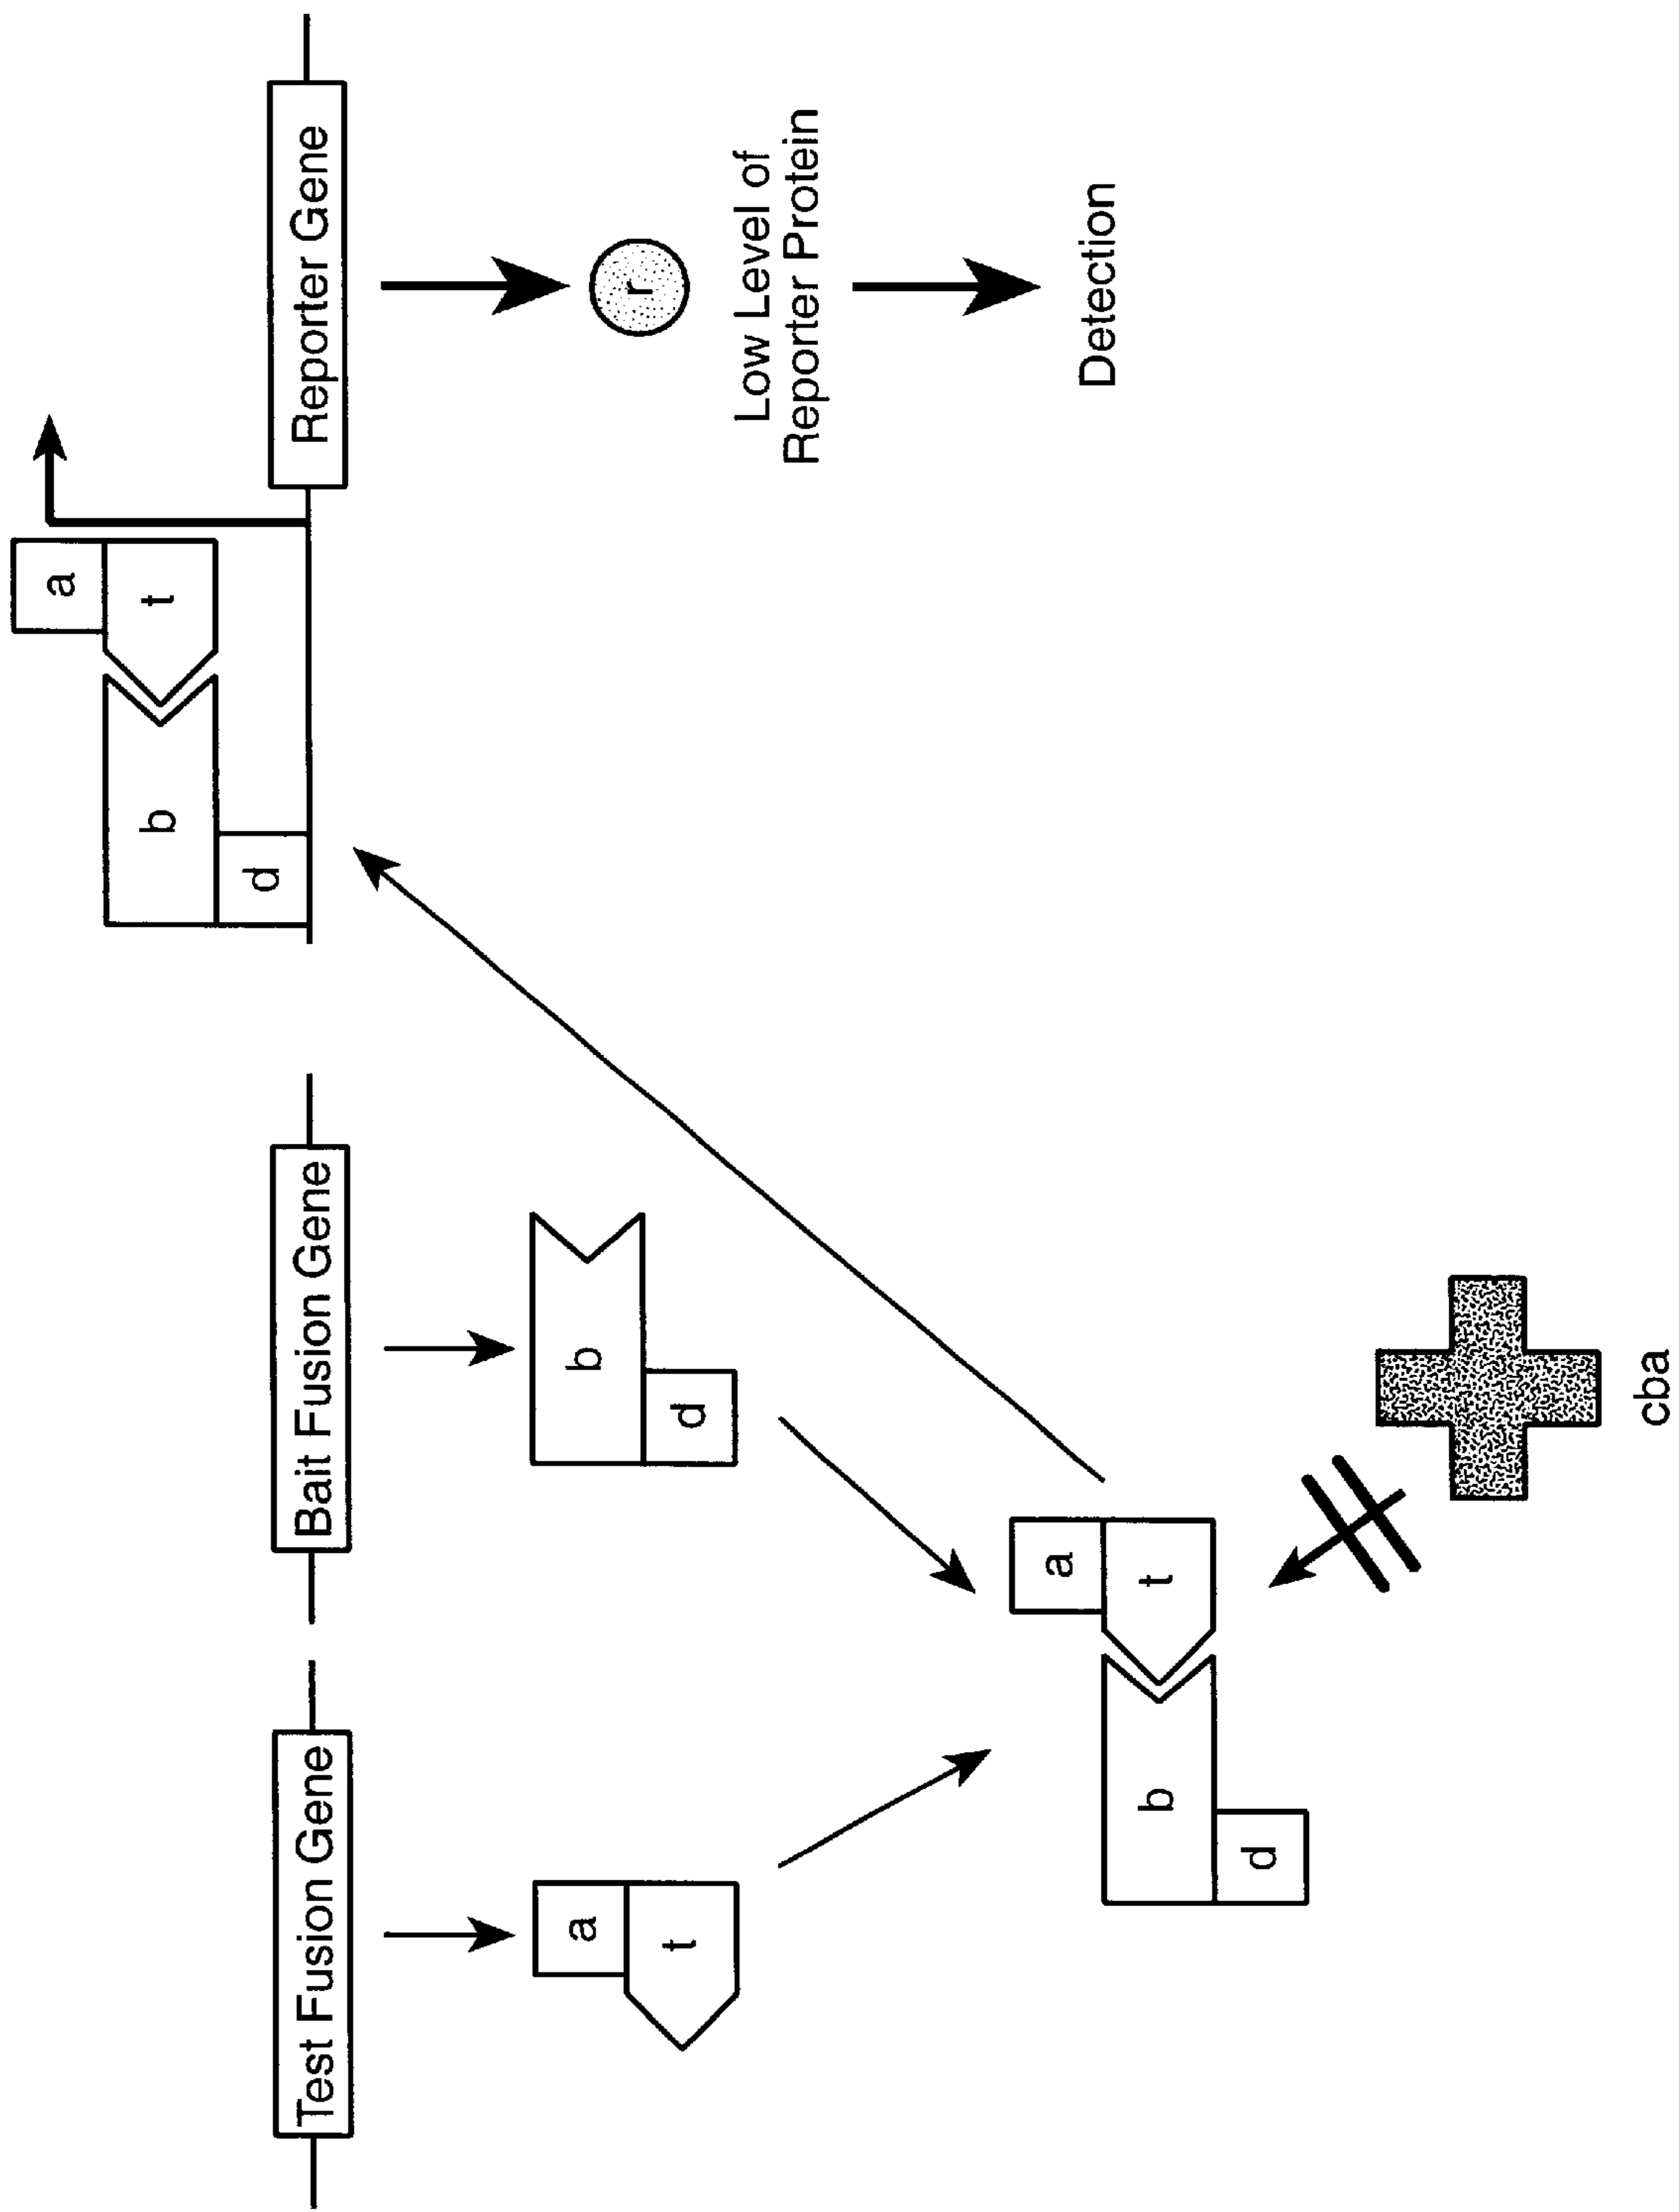 Test Fusion Gene
Bait Fusion Gene
Reporter Gene
a
t
b
d
b
d
a
t
b
d
a
t
cba
r
Low Level of
Reporter Protein
Detection